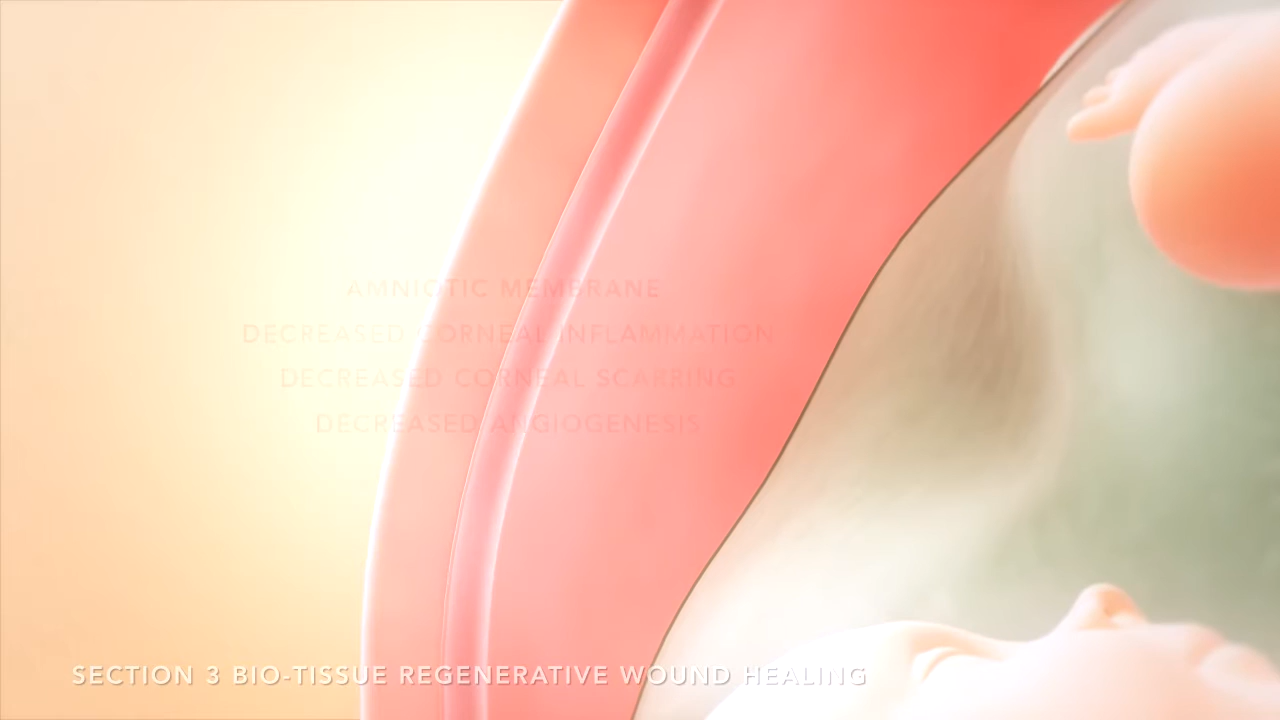 AMNIOTIC MEMBRANE
DECREASED CORNEAL INFLAMMATION
DECREASED CORNEAL SCARRING
DECREASED ANGIOGENESIS
SECTION 3 BIO-TISSUE REGENERATIVE WOUND HEALING